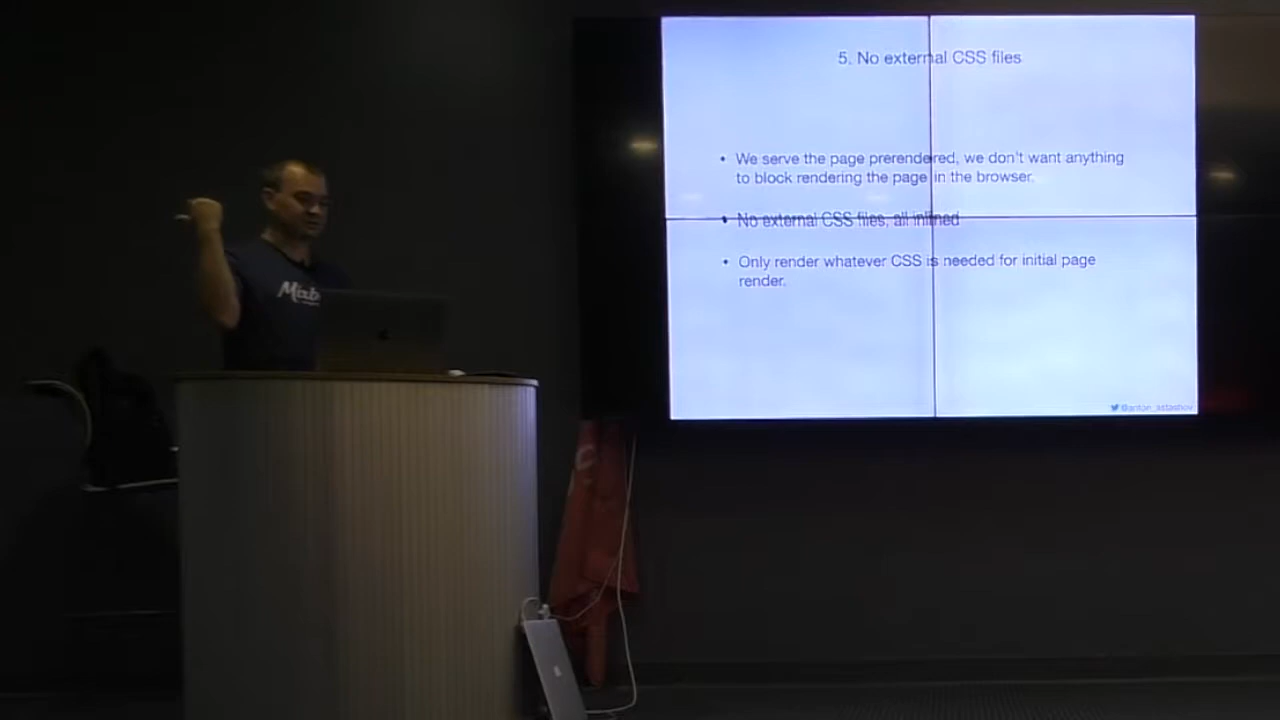 5. No external CSS files
• We serve the page prerendered, we don't want anything
to block rendering the page in the browser.
• No external CSS files, all inlined
• Only render whatever CSS is needed for initial page
render.
@anton_astashov